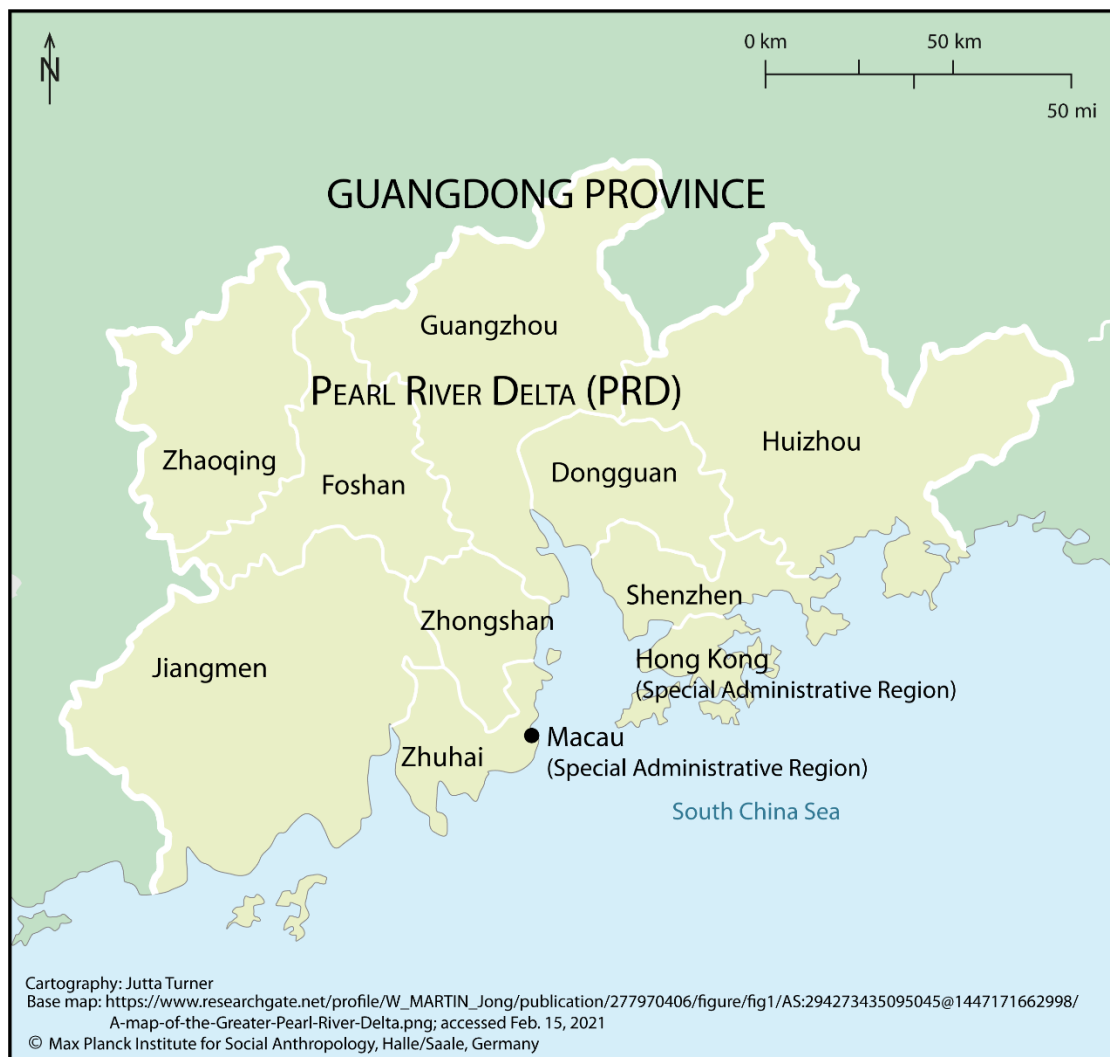 N
0 km 50 km
50 mi
GUANGDONG PROVINCE
Guangzhou
PEARL RIVER DELTA (PRD)
Zhaoqing
Foshan
Dongguan
Huizhou
Shenzhen
Zhongshan
Jiangmen
Hong Kong
(Special Administrative Region)
Macau
(Special Administrative Region)
Zhuhai
South China Sea
Cartography: Jutta Turner
Base map: https://www.researchgate.net/profile/W_MARTIN_Jong/publication/277970406/figure/fig1/AS:294273435095045@1447171662998/
A-map-of-the-Greater-Pearl-River-Delta.png; accessed Feb. 15, 2021
© Max Planck Institute for Social Anthropology, Halle/Saale, Germany